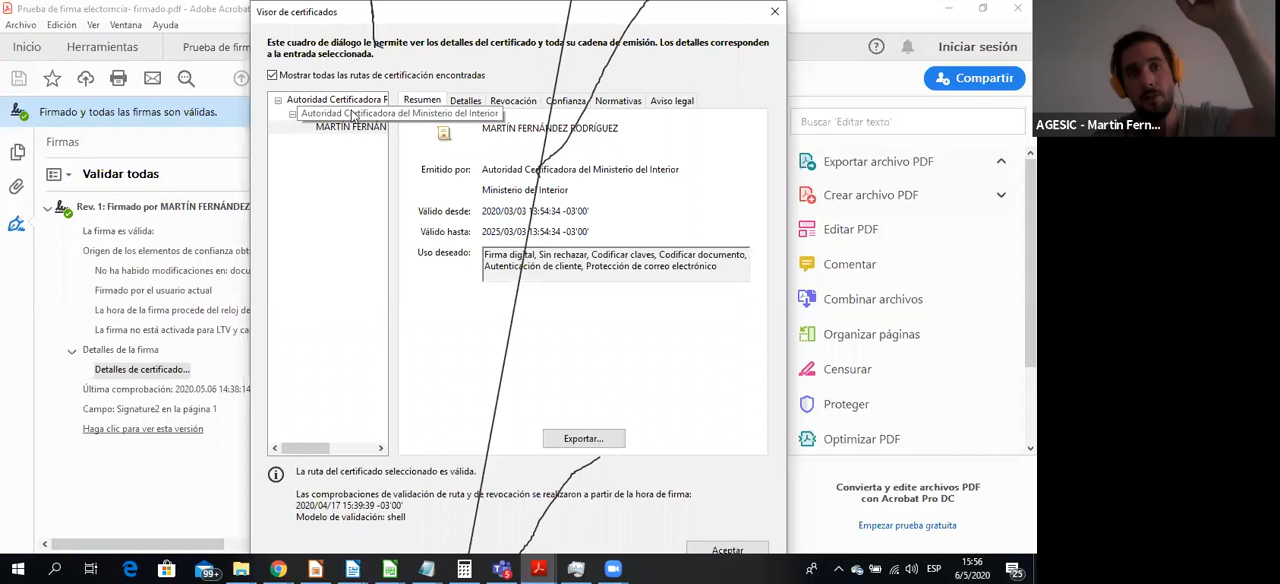 Prueba de firma electorncia- firmado.pdf - Adobe Acrobat
Archivo Edición Ver Ventana Ayuda
Inicio Herramientas Prueba de firm
Iniciar sesión
Compartir
Firmado y todas las firmas son válidas.
Firmas
Validar todas
Rev. 1: Firmado por MARTÍN FERNÁNDEZ
La firma es válida:
Origen de los elementos de confianza obt
No ha habido modificaciones en: docu
Firmado por el usuario actual
La hora de la firma procede del reloj de
La firma no está activada para LTV y ca
Detalles de la firma
Detalles de certificado...
Última comprobación: 2020.05.06 14:38:14
Campo: Signature2 en la página 1
Haga clic para ver esta versión
Visor de certificados
Este cuadro de diálogo le permite ver los detalles del certificado y toda su cadena de emisión. Los detalles corresponden
a la entrada seleccionada.
Mostrar todas las rutas de certificación encontradas
Autoridad Certificadora R
Autoridad Certificadora del Ministerio del Interior
MARTÍN FERNÁN
Resumen Detalles Revocación Confianza Normativas Aviso legal
MARTÍN FERNÁNDEZ RODRÍGUEZ
Emitido por: Autoridad Certificadora del Ministerio del Interior
Ministerio del Interior
Válido desde: 2020/03/03 13:54:34 -03'00'
Válido hasta: 2025/03/03 13:54:34 -03'00'
Uso deseado: Firma digital, Sin rechazar, Codificar claves, Codificar documento,
Autenticación de cliente, Protección de correo electrónico
Exportar...
La ruta del certificado seleccionado es válida.
Las comprobaciones de validación de ruta y de revocación se realizaron a partir de la hora de firma:
2020/04/17 15:39:39 -03'00'
Modelo de validación: shell
Aceptar
Buscar 'Editar texto'
Exportar archivo PDF
Crear archivo PDF
Editar PDF
Comentar
Combinar archivos
Organizar páginas
Censurar
Proteger
Optimizar PDF
Convierta y edite archivos PDF
con Acrobat Pro DC
Empezar prueba gratuita
AGESIC - Martin Fern...
99+
5
ESP
15:56
6/5/2020
25